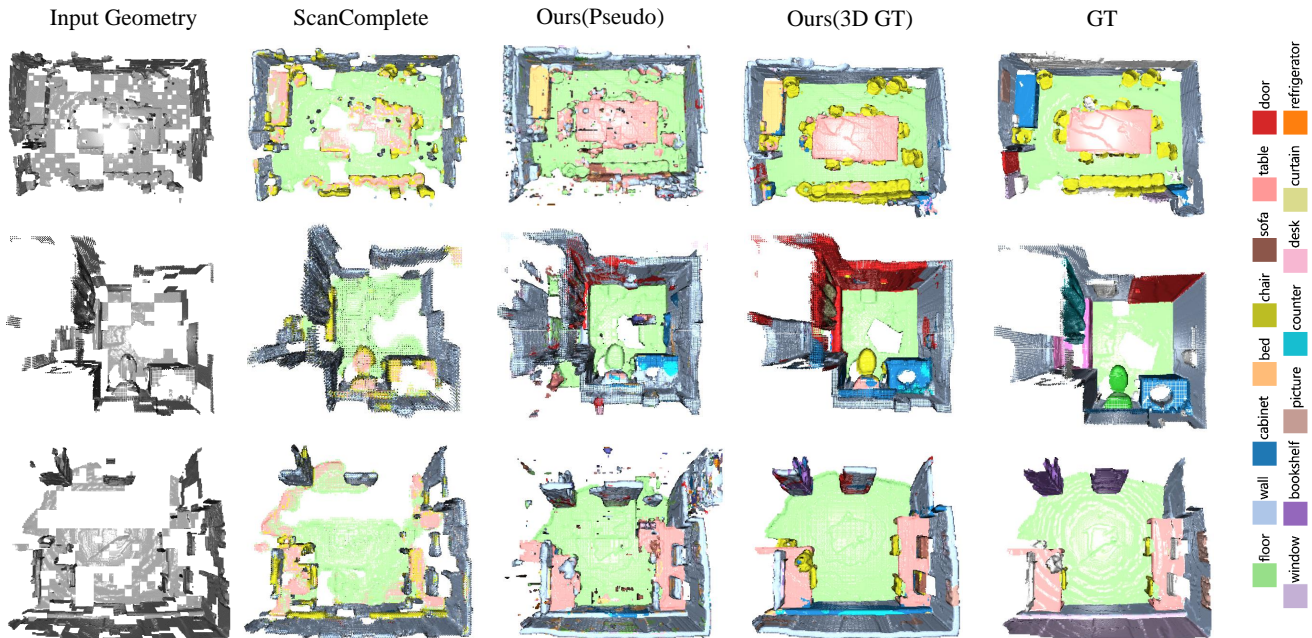 Input Geometry
ScanComplete
Ours(Pseudo)
Ours(3D GT)
GT
floor
wall
cabinet
bed
chair
sofa
table
door
window
bookshelf
picture
counter
desk
curtain
refrigerator